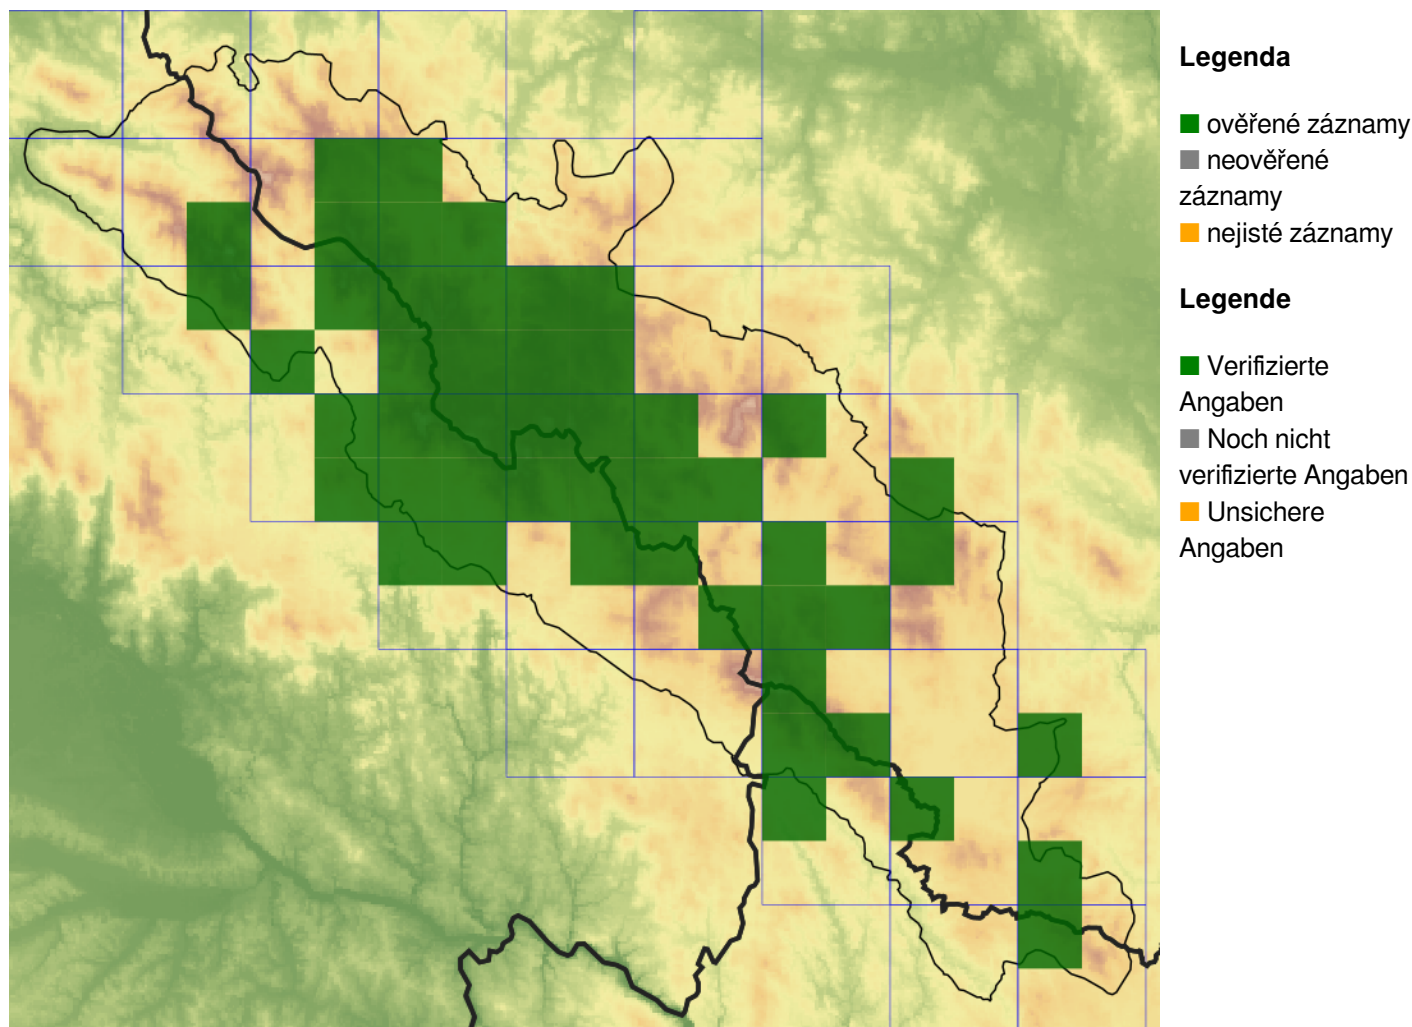 Legenda
ověřené záznamy
neověřené
záznamy
nejisté záznamy
Legende
Verifizierte
Angaben
Noch nicht
verifizierte Angaben
Unsichere
Angaben